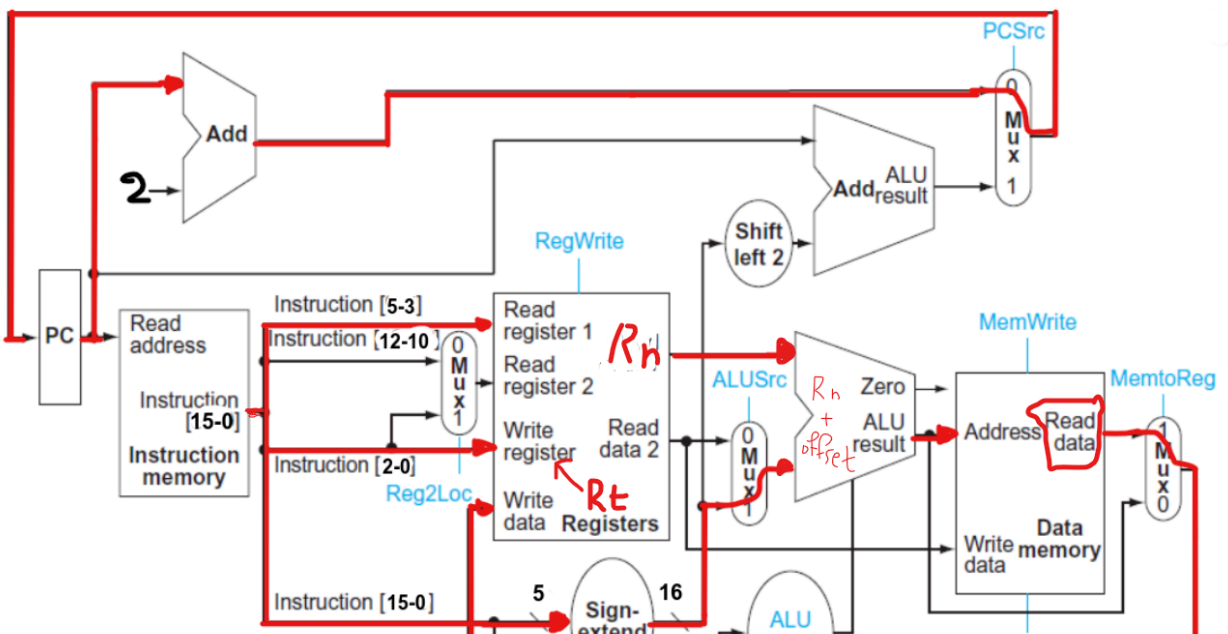 PCSrc
0
M
u
x
1
Add
2
Add
ALU
result
Shift
left 2
RegWrite
PC
Read
address
Instruction
[15-0]
Instruction
memory
Instruction [5-3]
Instruction [12-10]
0
M
u
x
1
Instruction [2-0]
Reg2Loc
Read
register 1
Rn
Read
register 2
Write
register
Read
data 2
Rt
Write
data
Registers
ALUSrc
0
M
u
x
1
Rn
+
offset
Zero
ALU
result
MemWrite
Address
Read
data
Write
data
Data
memory
MemtoReg
1
M
u
x
0
Instruction [15-0]
5
Sign-
extend
16
ALU